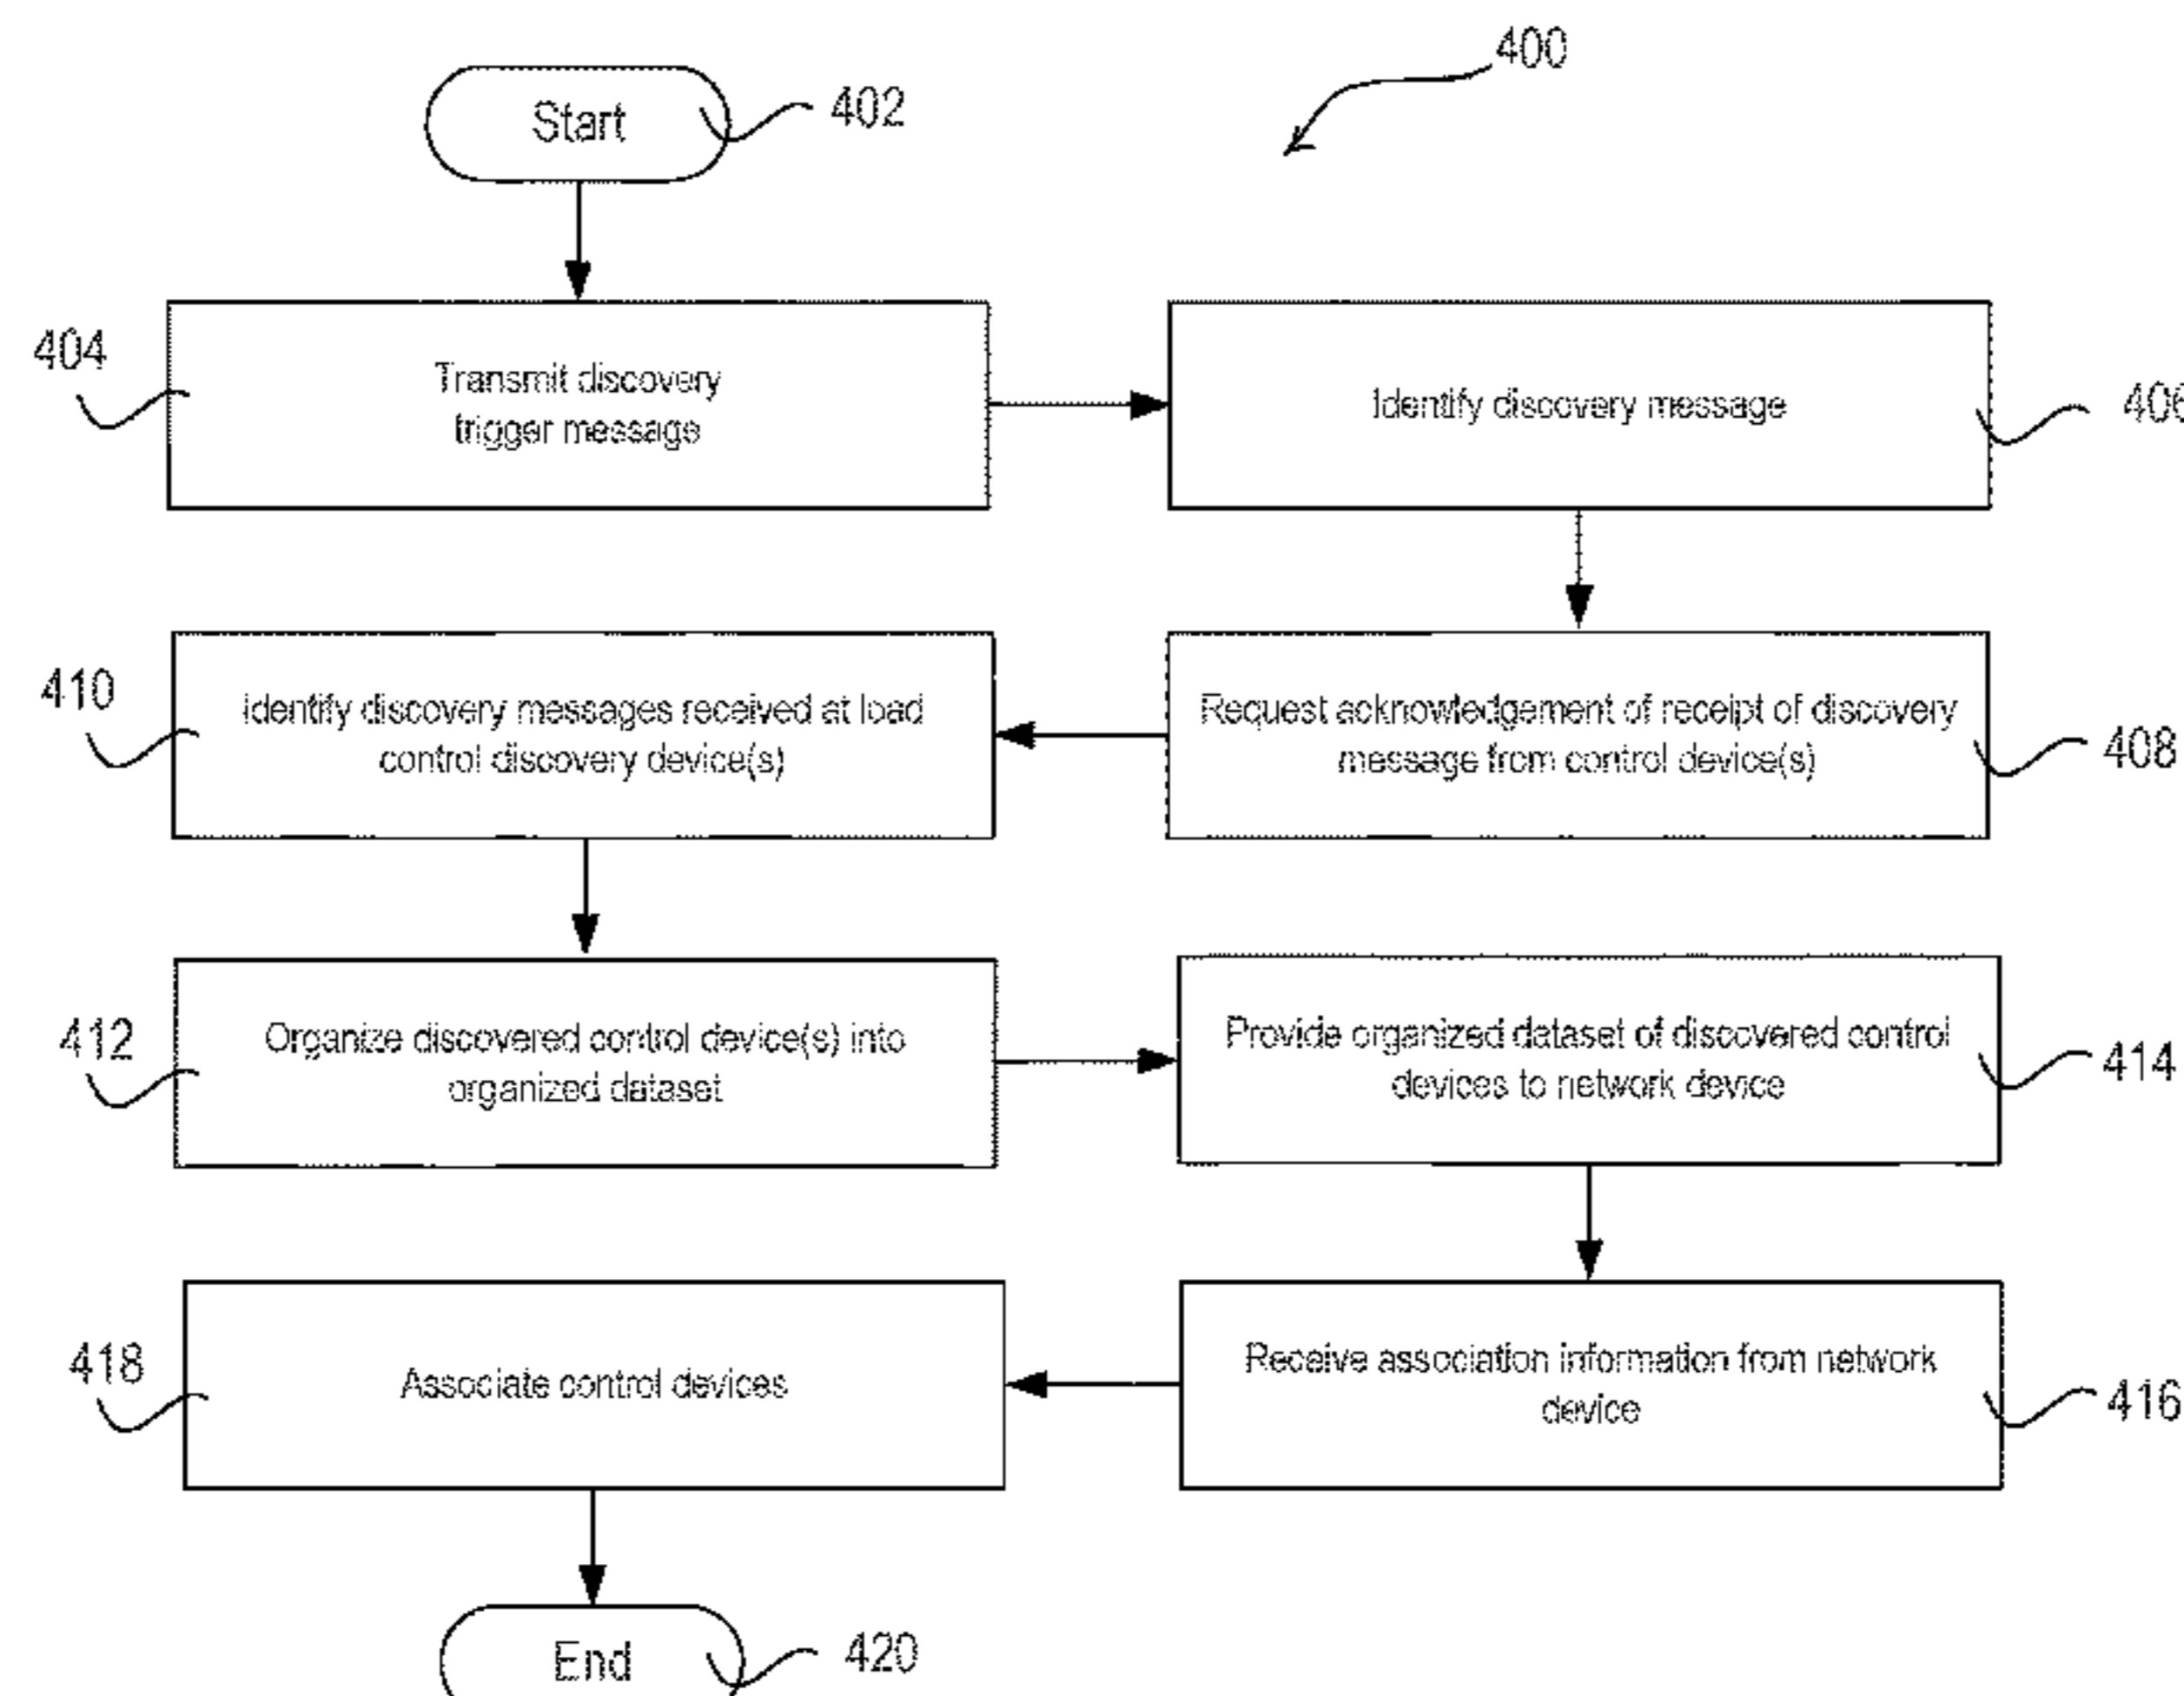 400
Start
402
404
Transmit discovery
trigger message
Identify discovery message
406
410
Identify discovery messages received at load
control discovery device(s)
Request acknowledgement of receipt of discovery
message from control device(s)
408
412
Organize discovered control device(s) into
organized dataset
Provide organized dataset of discovered control
devices to network device
414
418
Associate control devices
Receive association information from network
device
416
End
420